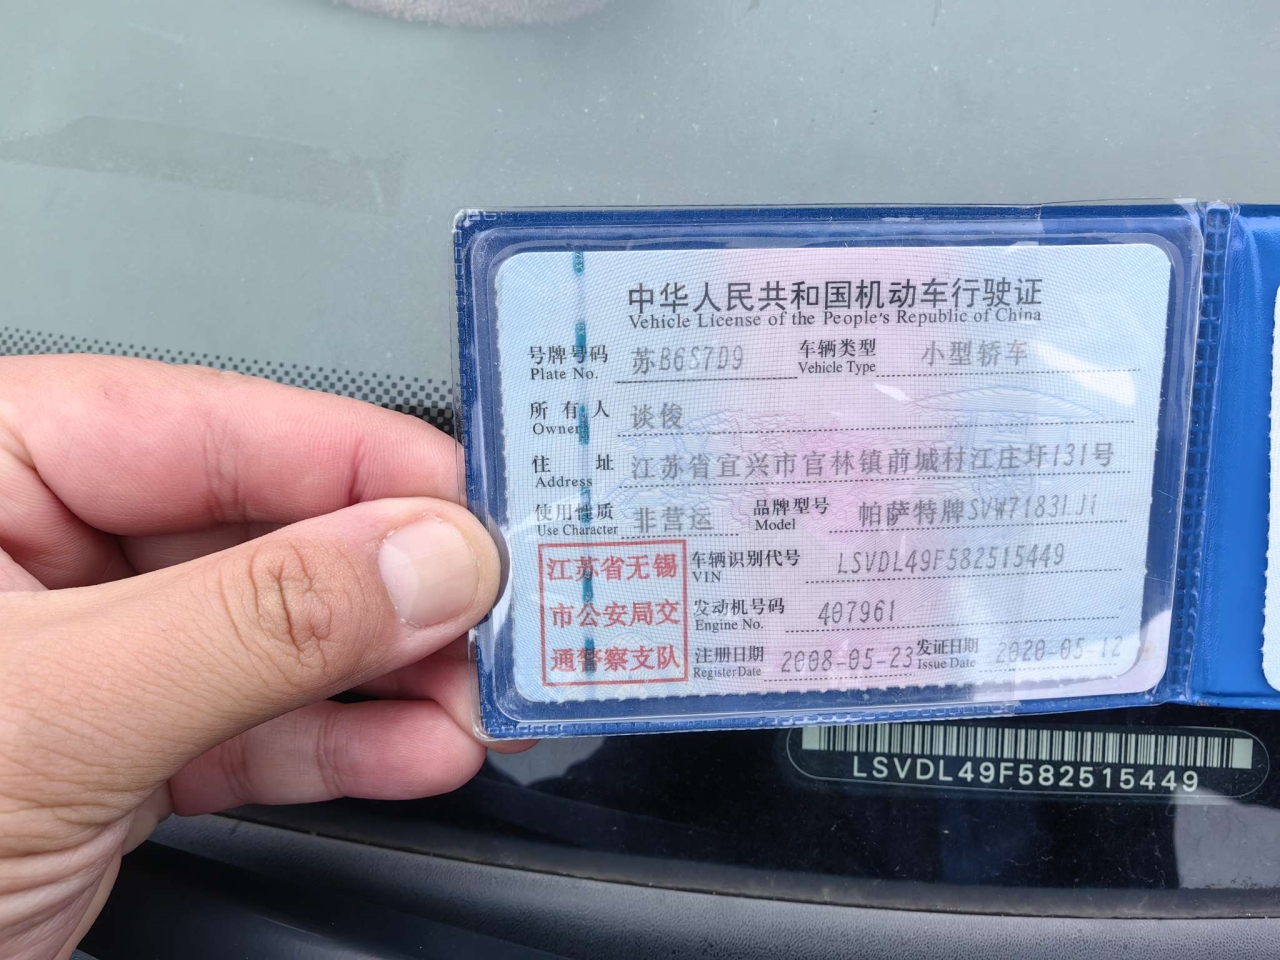 中华人民共和国机动车行驶证
Vehicle License of the People's Republic of China
号牌号码 苏B6S7D9 车辆类型 小型轿车
Plate No. Vehicle Type
所有人 谈俊
Owner
住址 江苏省宜兴市官林镇前城村江庄圩131号
Address
使用性质 非营运 品牌型号 帕萨特牌SVW7183LJi
Use Character Model
江苏省无锡
市公安局交
通警察支队
车辆识别代号 LSVDL49F582515449
VIN
发动机号码 407961
Engine No.
注册日期 2008-05-23 发证日期 2020-05-12
Register Date Issue Date
LSVDL49F582515449